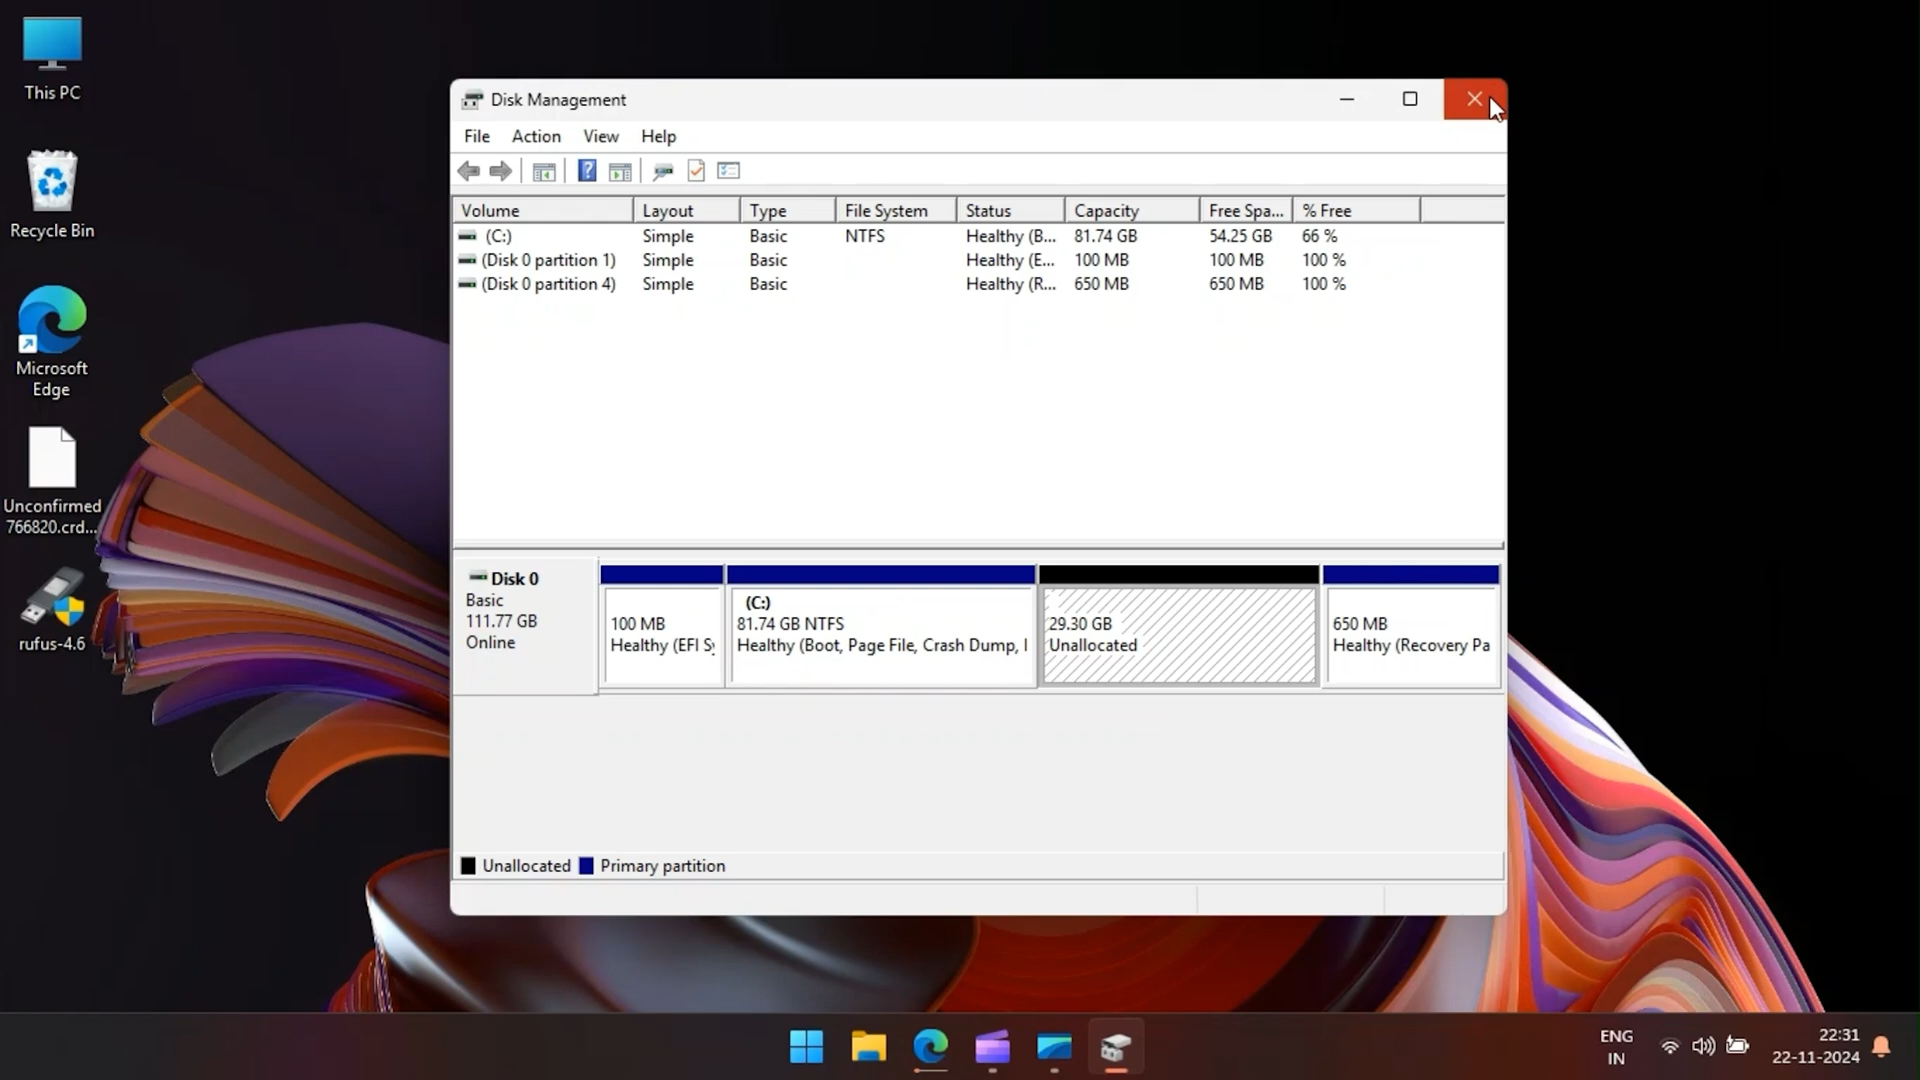 This PC
Recycle Bin
Microsoft
Edge
Unconfirmed
766820.crd...
rufus-4.6
Disk Management
File Action View Help
Volume Layout Type File System Status Capacity Free Spa... % Free
(C:) Simple Basic NTFS Healthy (B... 81.74 GB 54.25 GB 66 %
(Disk 0 partition 1) Simple Basic Healthy (E... 100 MB 100 MB 100 %
(Disk 0 partition 4) Simple Basic Healthy (R... 650 MB 650 MB 100 %
Disk 0
Basic
111.77 GB
Online
100 MB
Healthy (EFI Sy
(C:)
81.74 GB NTFS
Healthy (Boot, Page File, Crash Dump, I
29.30 GB
Unallocated
650 MB
Healthy (Recovery Pa
Unallocated Primary partition
ENG
IN
22:31
22-11-2024